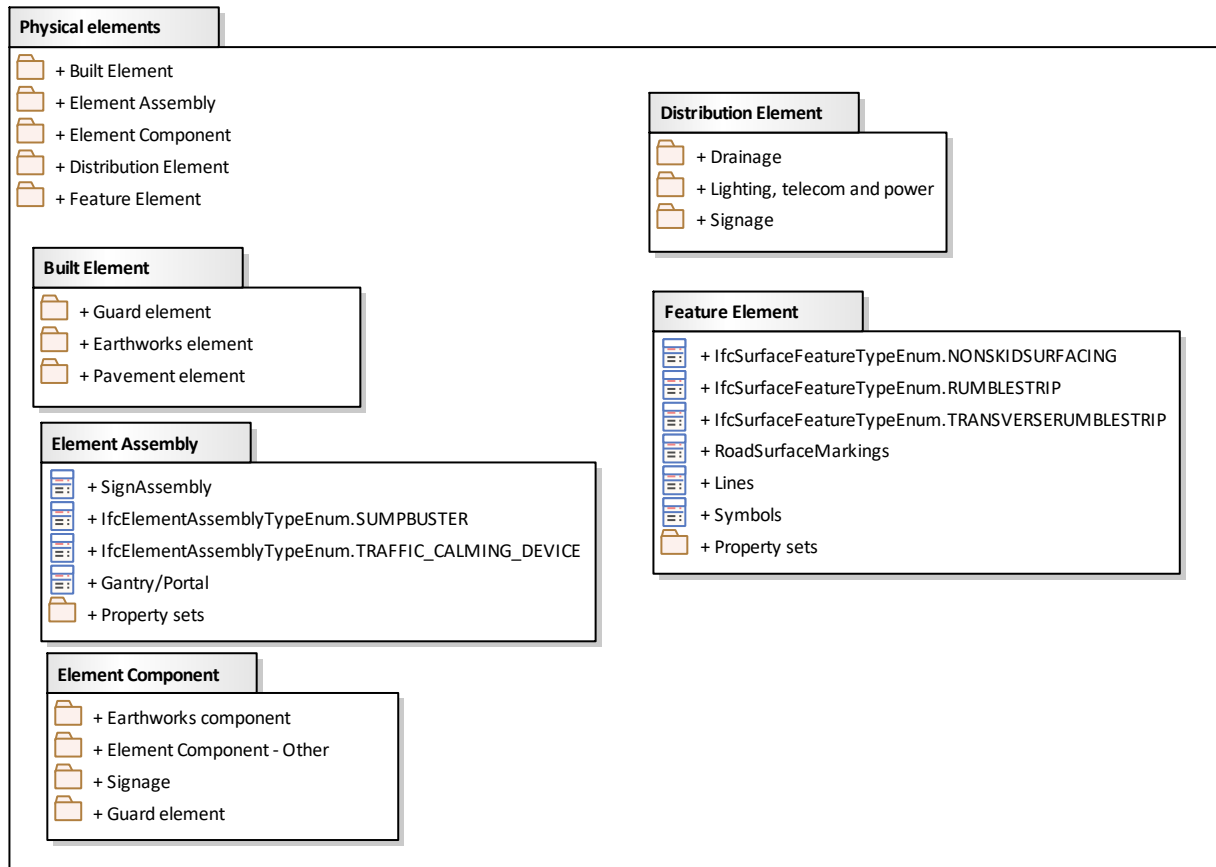 Physical elements
+ Built Element
+ Element Assembly
+ Element Component
+ Distribution Element
+ Feature Element
Built Element
+ Guard element
+ Earthworks element
+ Pavement element
Element Assembly
+ SignAssembly
+ IfcElementAssemblyTypeEnum.SUMPBUSTER
+ IfcElementAssemblyTypeEnum.TRAFFIC_CALMING_DEVICE
+ Gantry/Portal
+ Property sets
Element Component
+ Earthworks component
+ Element Component - Other
+ Signage
+ Guard element
Distribution Element
+ Drainage
+ Lighting, telecom and power
+ Signage
Feature Element
+ IfcSurfaceFeatureTypeEnum.NONSKIDSURFACING
+ IfcSurfaceFeatureTypeEnum.RUMBLESTRIP
+ IfcSurfaceFeatureTypeEnum.TRANSVERSERUMBLESTRIP
+ RoadSurfaceMarkings
+ Lines
+ Symbols
+ Property sets